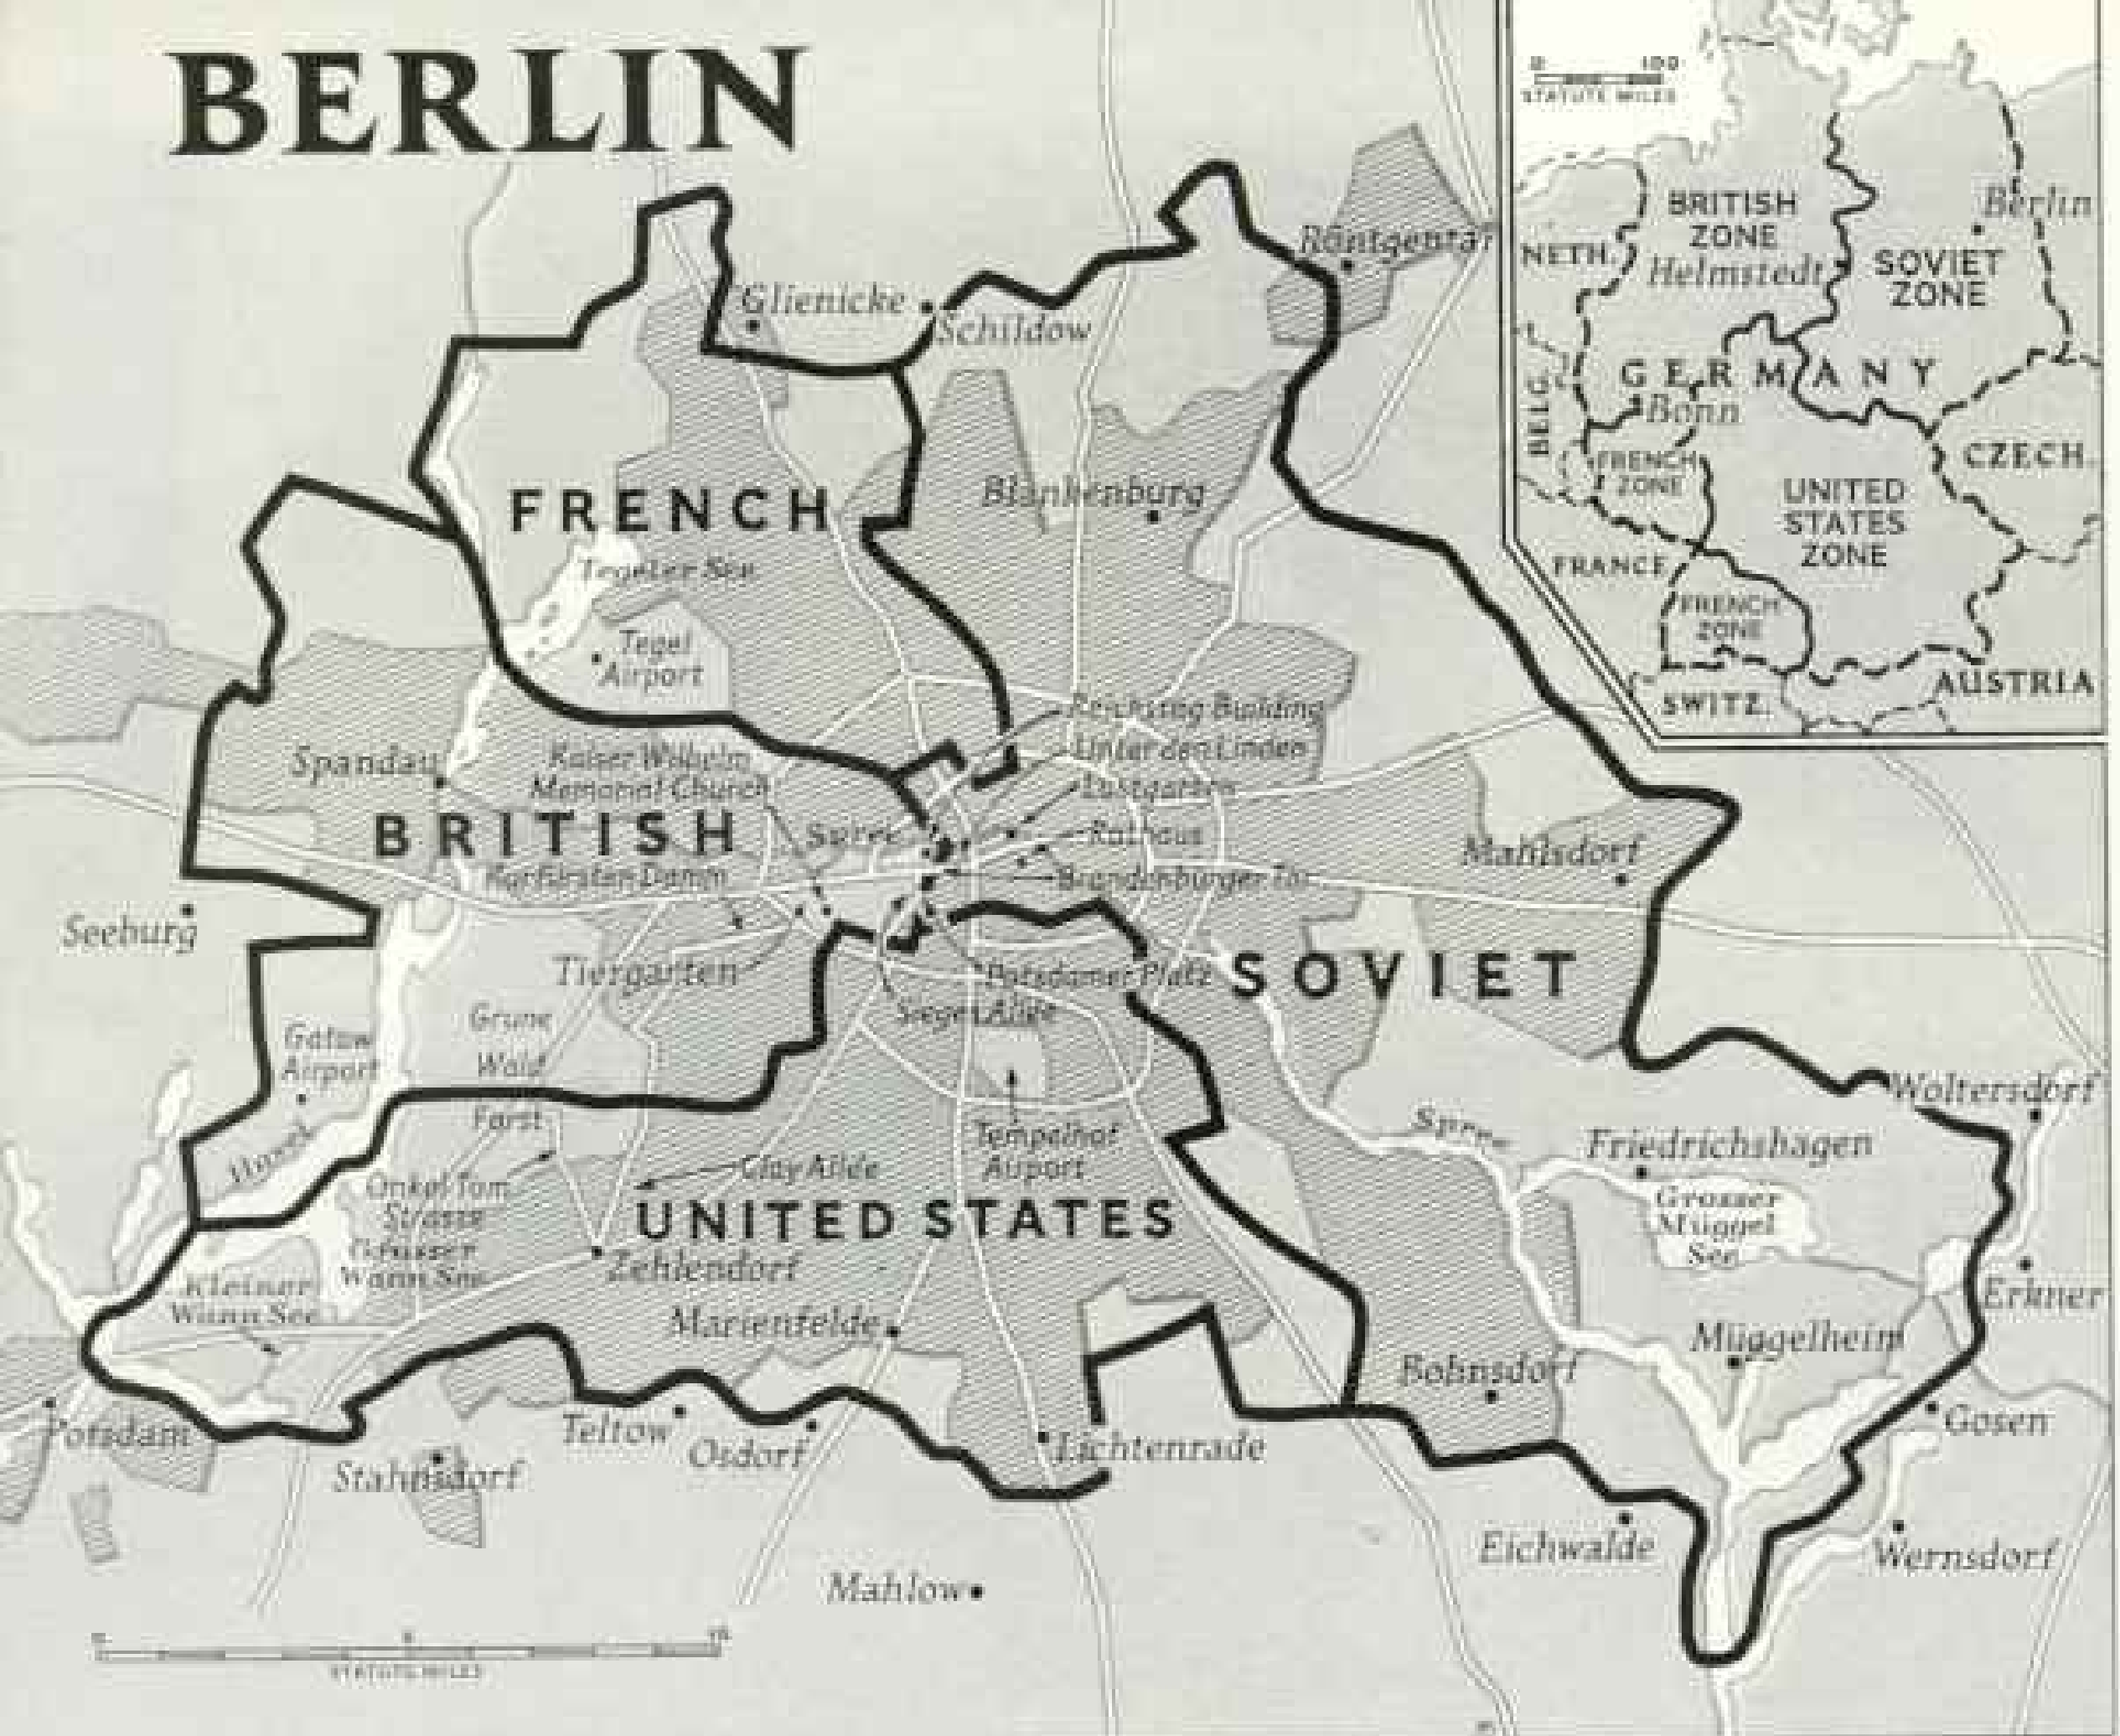 BERLIN
0 100
STATUTE MILES
BRITISH
ZONE
Berlin
NETH.
Helmstedt
SOVIET
ZONE
GERMANY
Bonn
BELG.
FRENCH
ZONE
CZECH.
UNITED
STATES
ZONE
FRANCE
FRENCH
ZONE
SWITZ.
AUSTRIA
Röntgental
Glienicke
Schildow
FRENCH
Blankenburg
Tegeler See
Tegel
Airport
Reichstag Building
Unter den Linden
Lustgarten
Rathaus
Brandenburger Tor
Spandau
Kaiser Wilhelm
Memorial Church
BRITISH
Spree
Kurfürsten Damm
Mahlsdorf
Seeburg
Tiergarten
Potsdamer Platz
SOVIET
Sieges Allée
Gatow
Airport
Grune
Wald
Forst
Havel
Tempelhof
Airport
Woltersdorf
Spree
Friedrichshagen
Grosser
Müggel
See
Onkel Tom
Strasse
Clay Allée
UNITED STATES
Grosser
Wann See
Zehlendorf
Kleiner
Wann See
Erkner
Marienfelde
Müggelheim
Bohnsdorf
Potsdam
Teltow
Osdorf
Gosen
Stahnsdorf
Lichtenrade
Eichwalde
Wernsdorf
Mahlow
STATUTE MILES